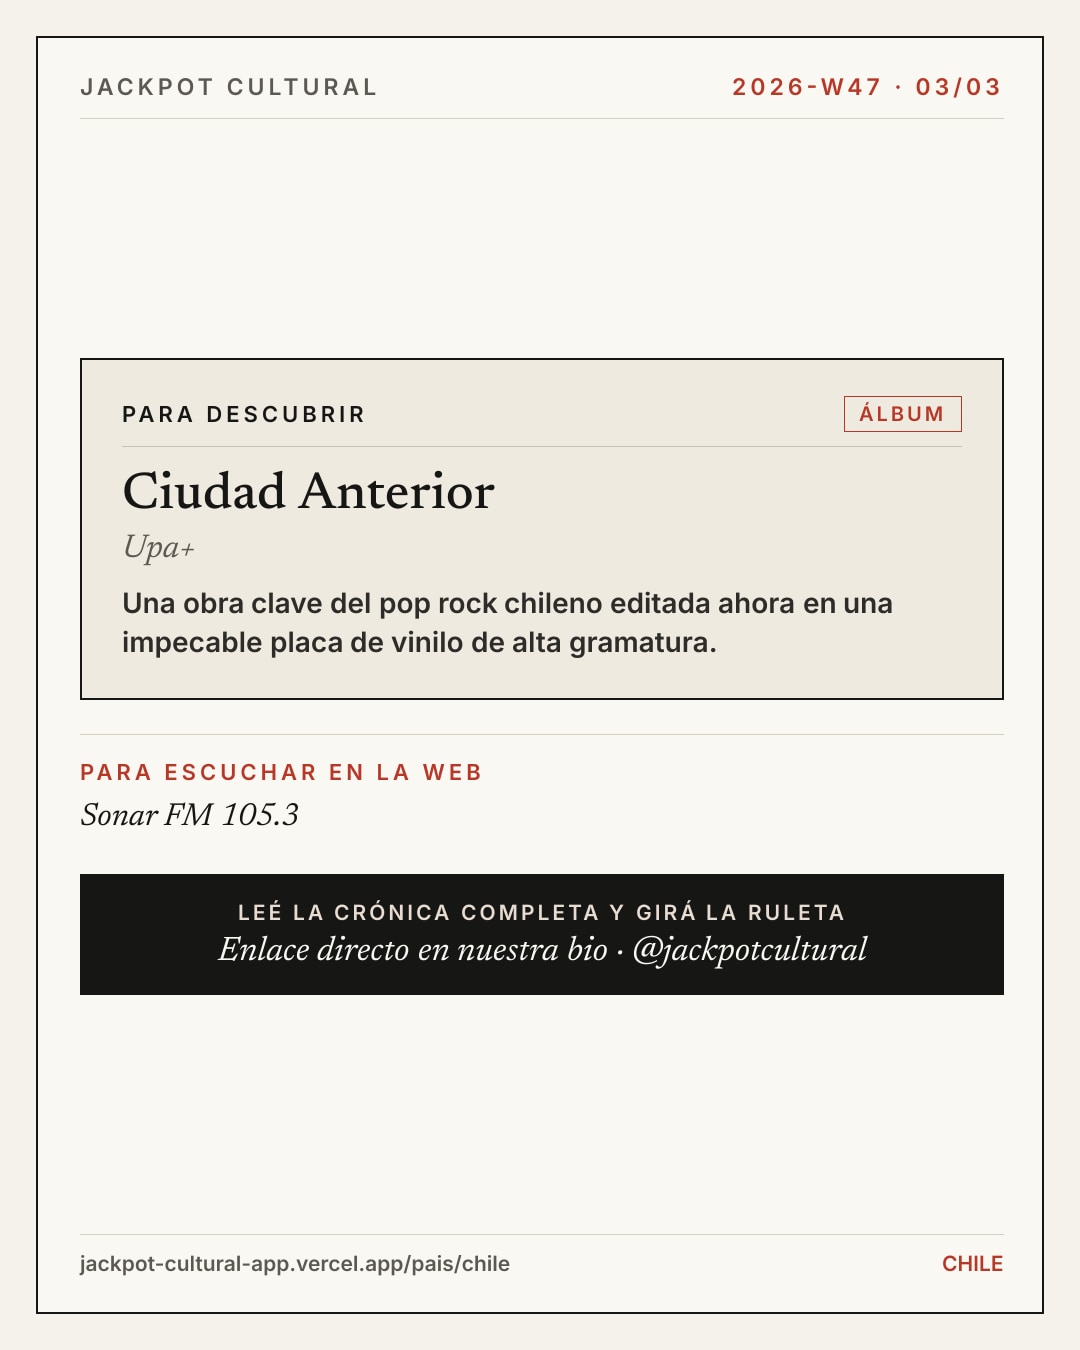 JACKPOT CULTURAL
2026-W47 · 03/03
PARA DESCUBRIR
ÁLBUM
Ciudad Anterior
Upa+
Una obra clave del pop rock chileno editada ahora en una
impecable placa de vinilo de alta gramatura.
PARA ESCUCHAR EN LA WEB
Sonar FM 105.3
LEÉ LA CRÓNICA COMPLETA Y GIRÁ LA RULETA
Enlace directo en nuestra bio · @jackpotcultural
jackpot-cultural-app.vercel.app/pais/chile
CHILE